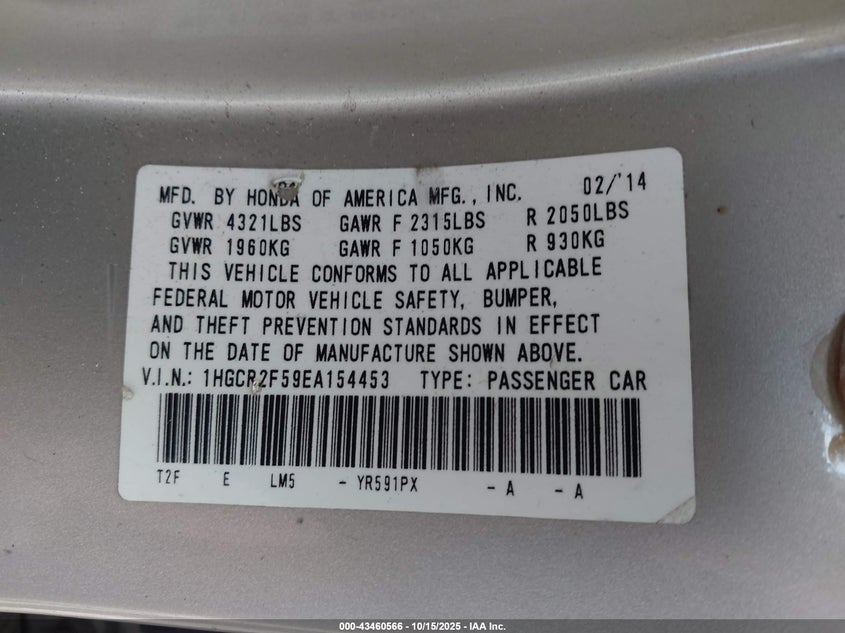 MFD. BY HONDA OF AMERICA MFG., INC. 02/'14
GVWR 4321LBS GAWR F 2315LBS R 2050LBS
GVWR 1960KG GAWR F 1050KG R 930KG
THIS VEHICLE CONFORMS TO ALL APPLICABLE
FEDERAL MOTOR VEHICLE SAFETY, BUMPER,
AND THEFT PREVENTION STANDARDS IN EFFECT
ON THE DATE OF MANUFACTURE SHOWN ABOVE.
V.I.N.: 1HGCR2F59EA154453 TYPE: PASSENGER CAR
T2F E LM5 - YR591PX - A - A
000-43460566 - 10/15/2025 - IAA Inc.